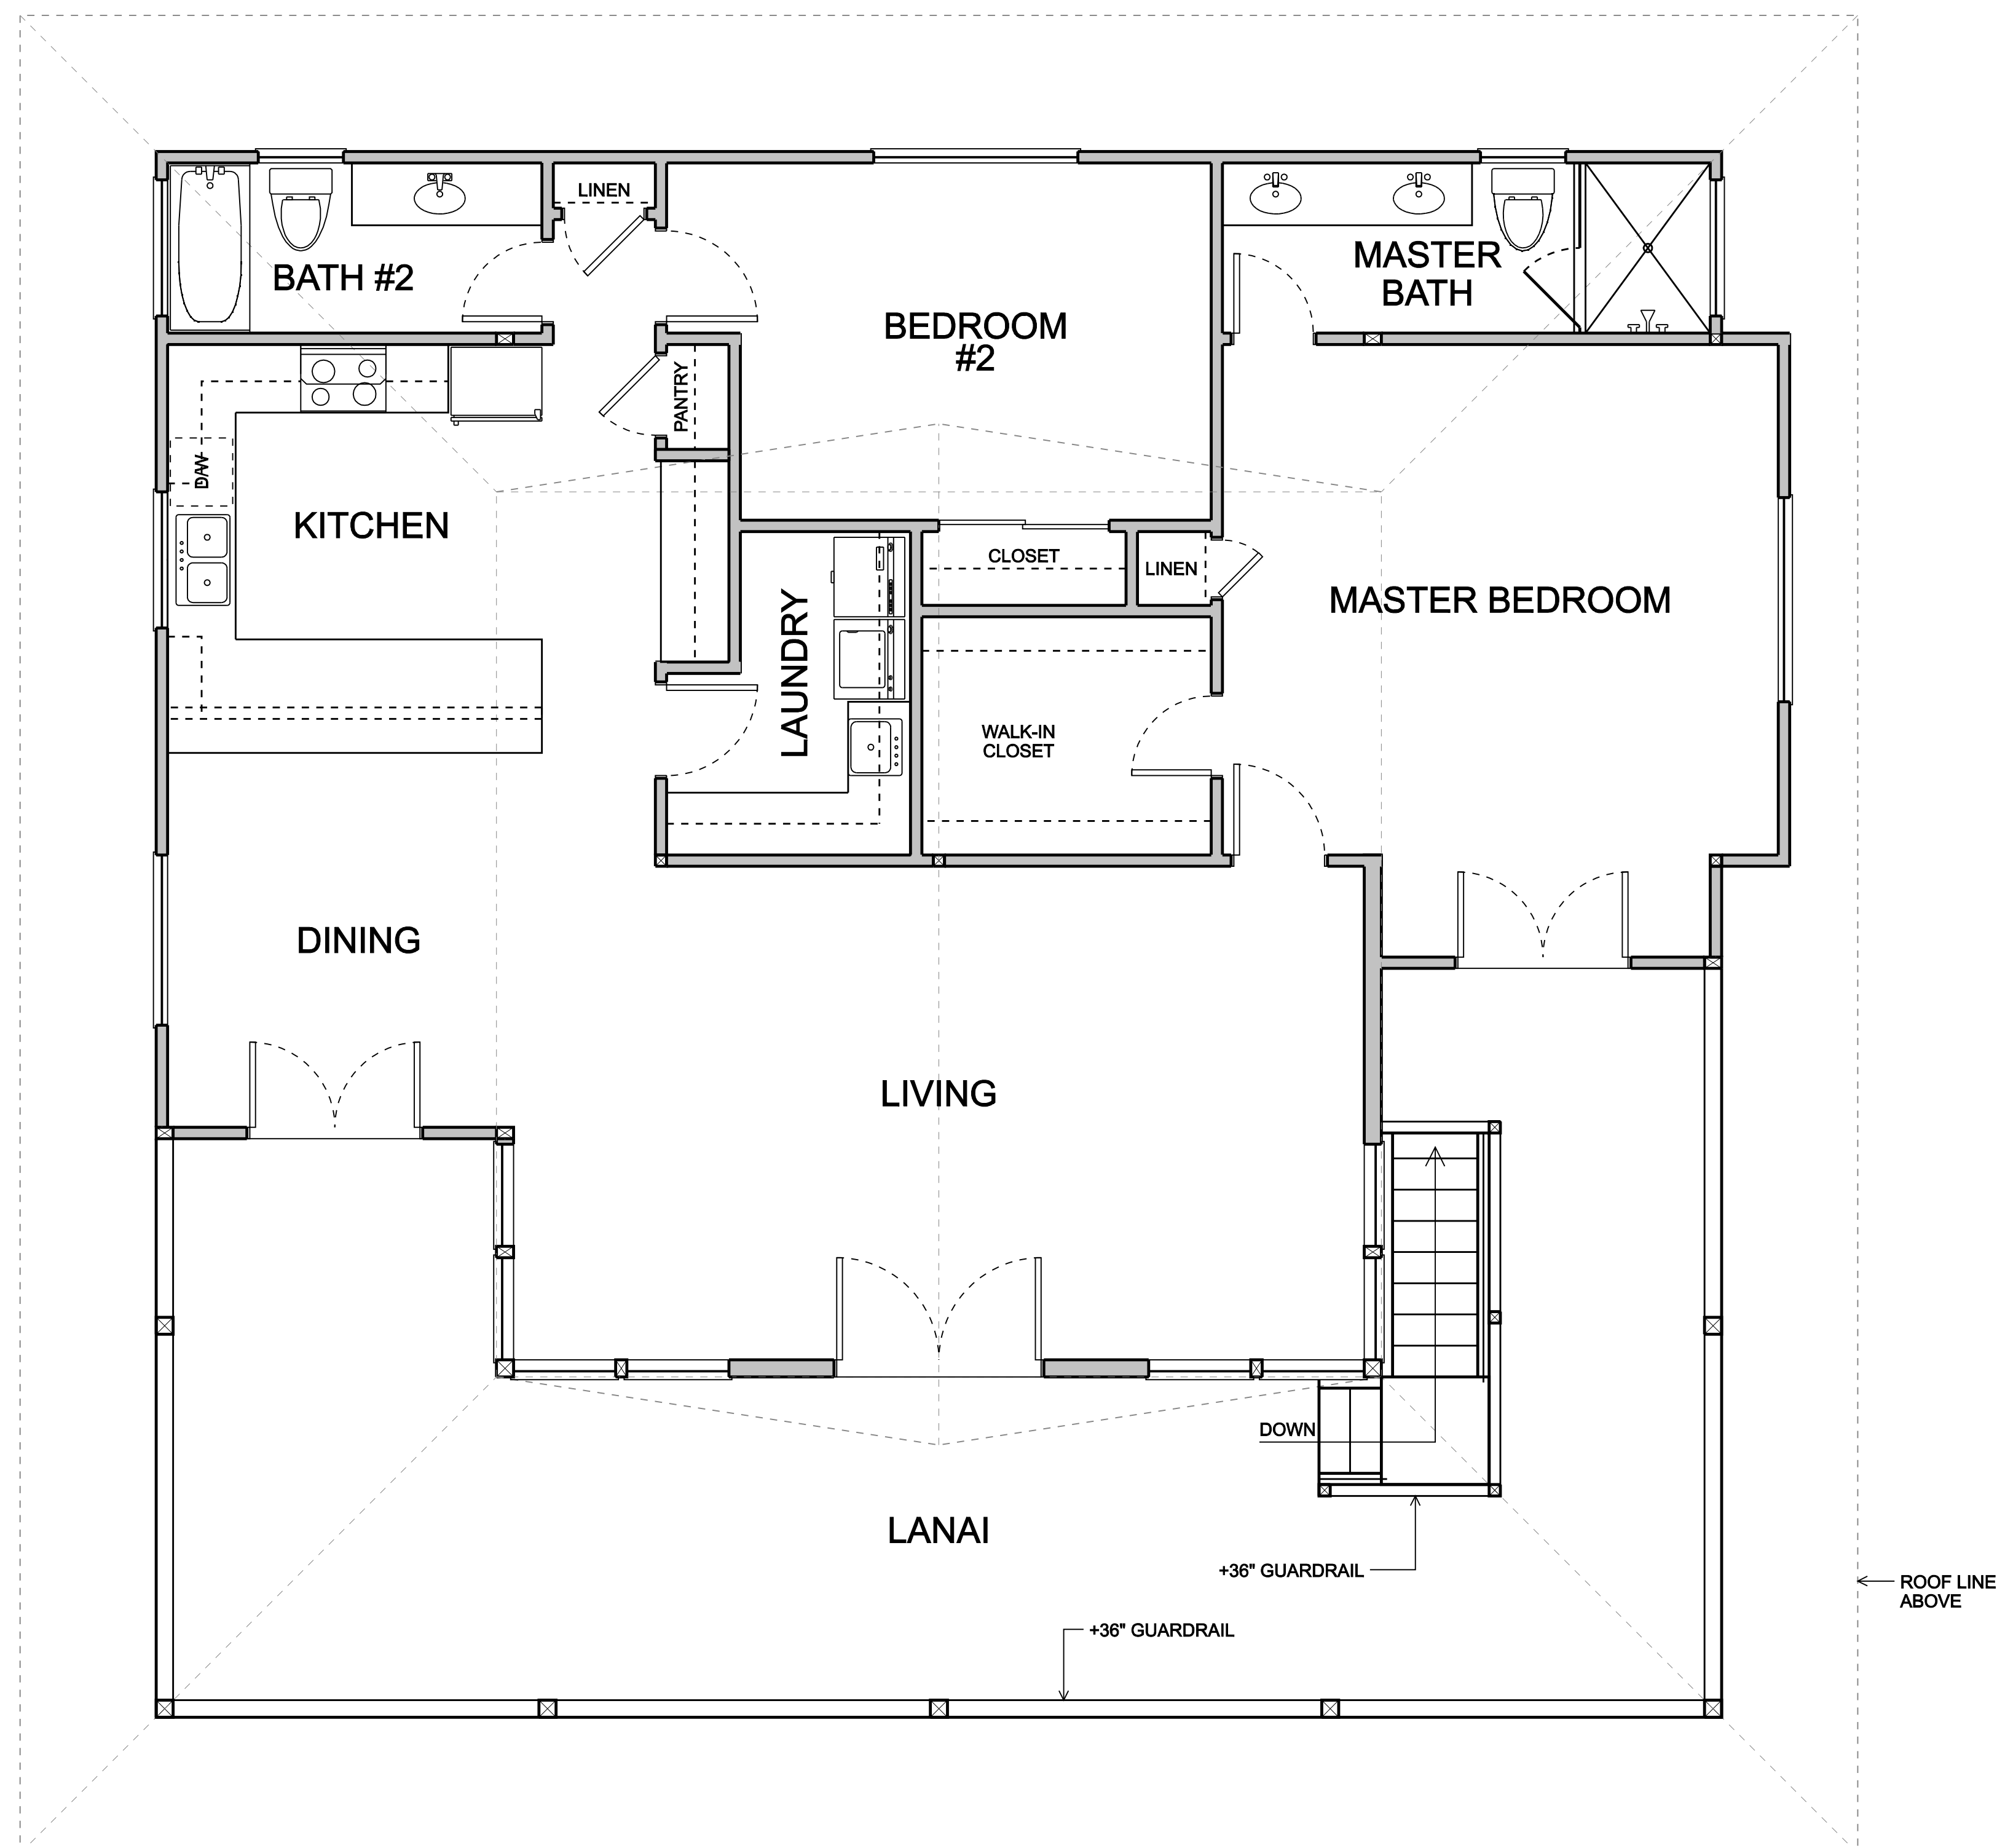 LINEN
BATH #2
MASTER
BATH
BEDROOM
#2
PANTRY
D/W
KITCHEN
CLOSET
LINEN
MASTER BEDROOM
LAUNDRY
WALK-IN
CLOSET
DINING
LIVING
DOWN
LANAI
+36" GUARDRAIL
ROOF LINE
ABOVE
+36" GUARDRAIL